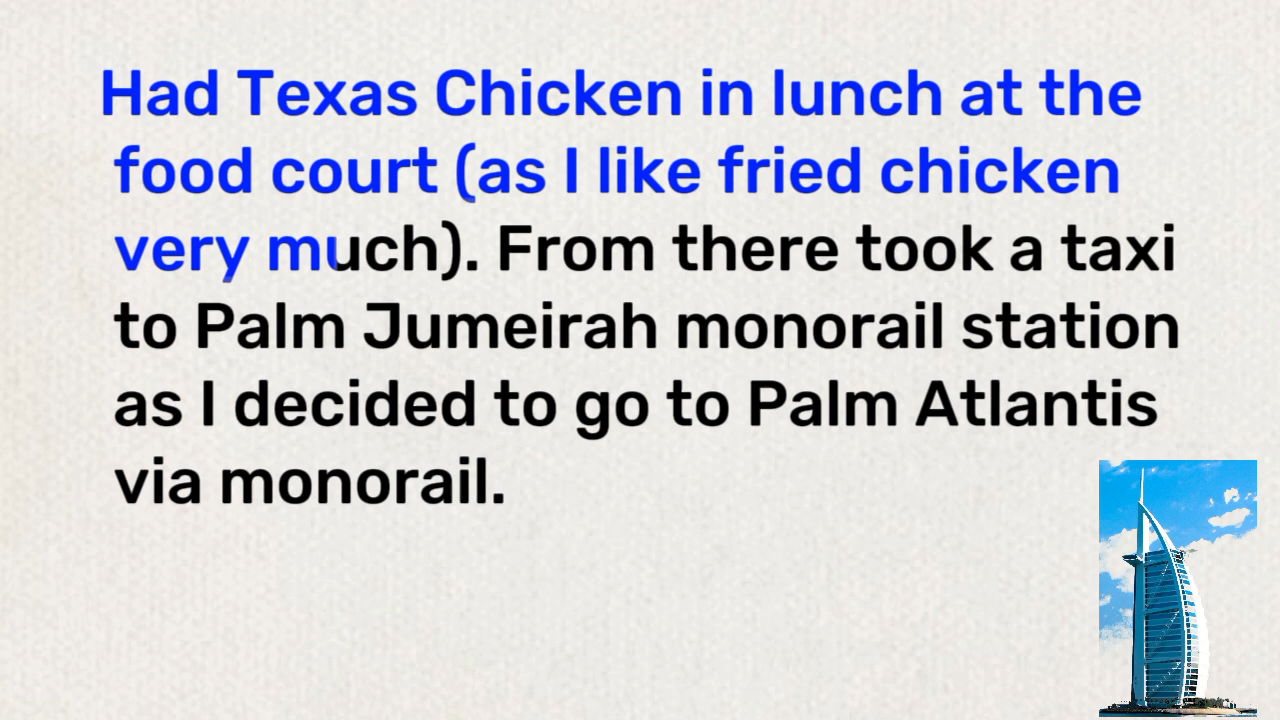 Had Texas Chicken in lunch at the
food court (as I like fried chicken
very much). From there took a taxi
to Palm Jumeirah monorail station
as I decided to go to Palm Atlantis
via monorail.